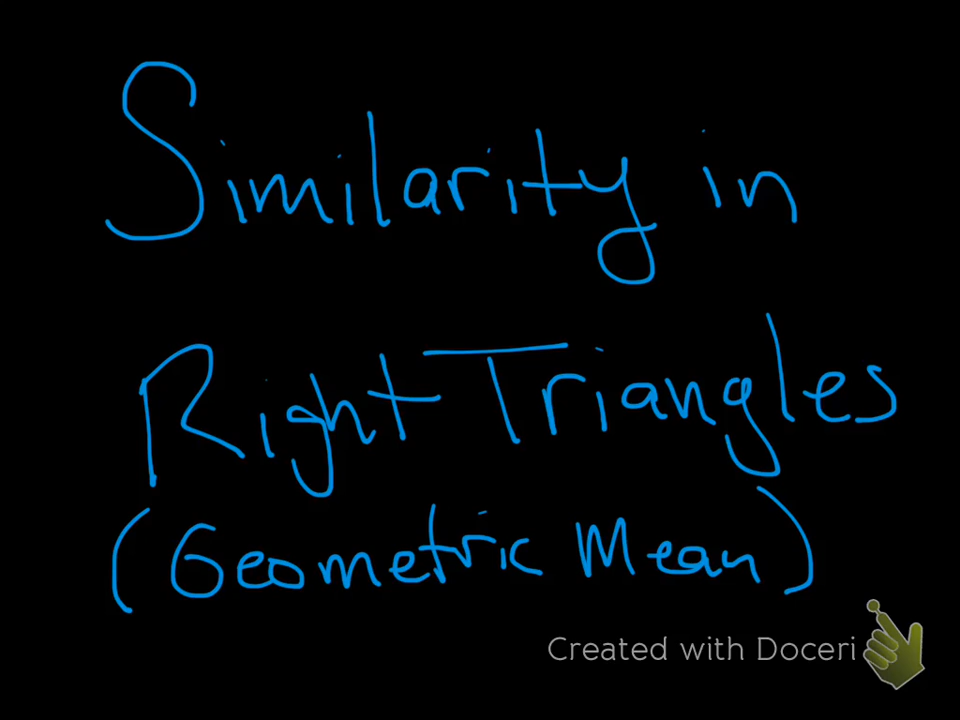 Similarity in
Right Triangles
(Geometric Mean)
Created with Doceri